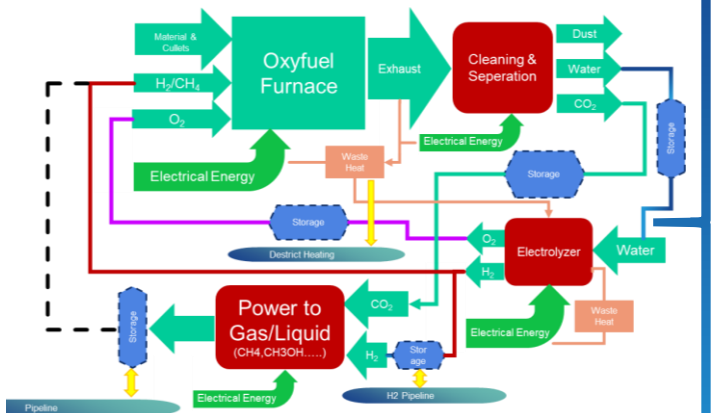 Material &
Cullets
H2/CH4
O2
Oxyfuel
Furnace
Exhaust
Cleaning &
Seperation
Dust
Water
CO2
Electrical Energy
Electrical Energy
Waste
Heat
Storage
Storage
Storage
Destrict Heating
O2
H2
Electrolyzer
Water
Electrical Energy
Waste
Heat
Storage
Power to
Gas/Liquid
(CH4,CH3OH.....)
CO2
H2
Stor
age
Electrical Energy
H2 Pipeline
Pipeline